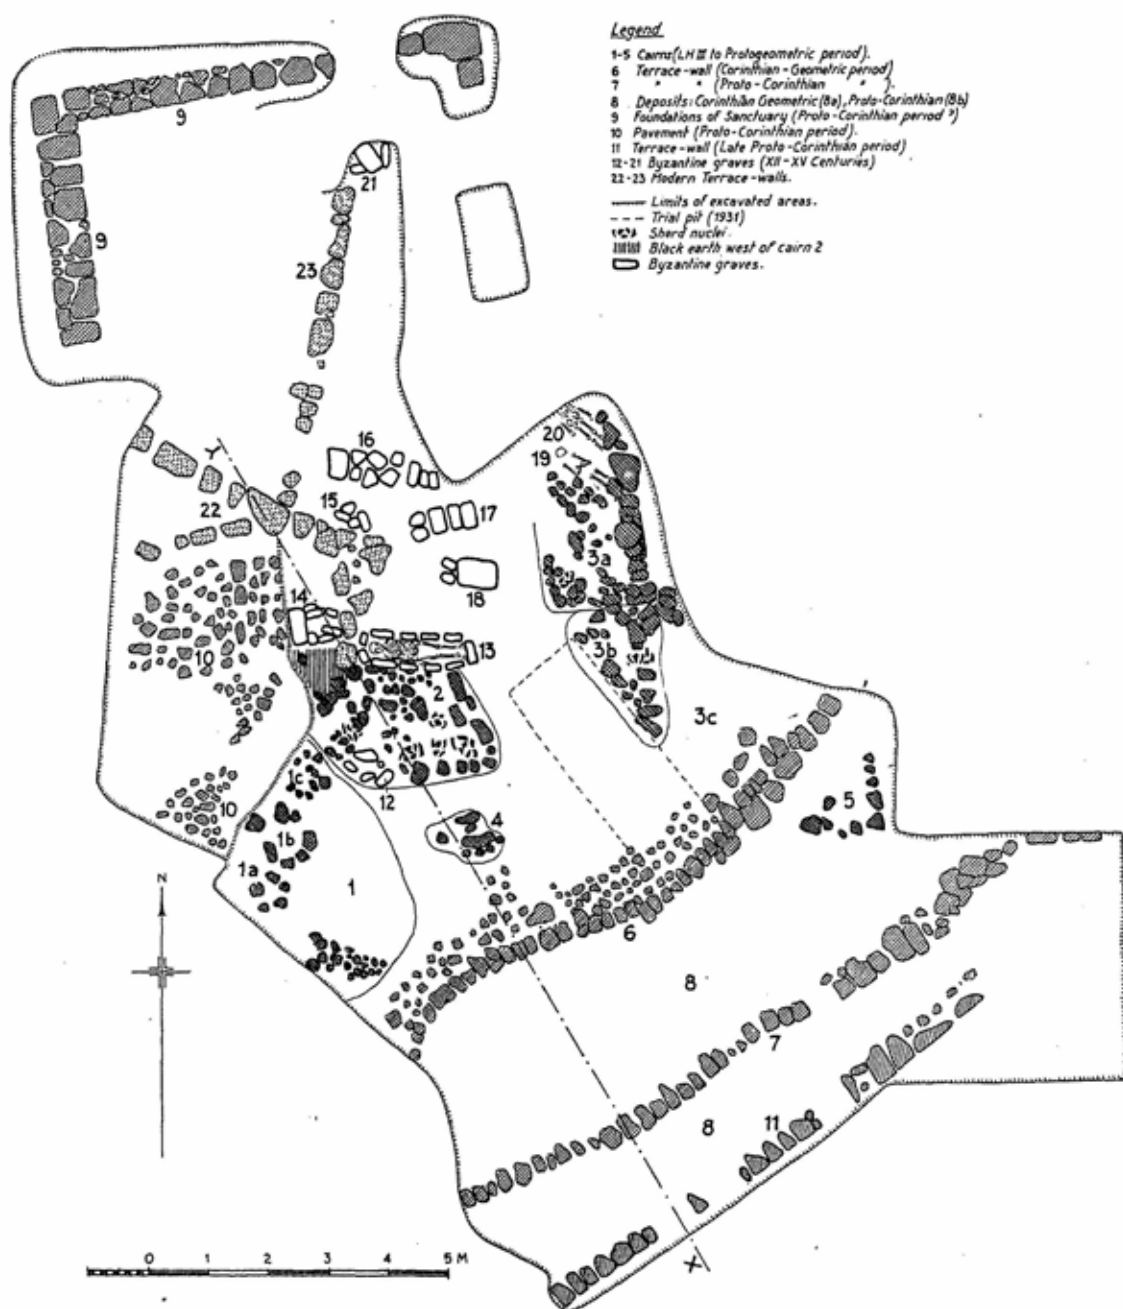 Legend
1-5 Cairns (LH III to Protogeometric period).
6 Terrace-wall (Corinthian-Geometric period)
7 " " (Proto-Corinthian " ).
8 Deposits: Corinthian Geometric (8a), Proto-Corinthian (8b)
9 Foundations of Sanctuary (Proto-Corinthian period ?)
10 Pavement (Proto-Corinthian period).
11 Terrace-wall (Late Proto-Corinthian period)
12-21 Byzantine graves (XII-XV Centuries)
22-23 Modern Terrace-walls.
Limits of excavated areas.
Trial pit (1931)
Sherd nuclei.
Black earth west of cairn 2
Byzantine graves.
9
21
9
23
20
16
Y
19
15
17
22
3a
18
14
13
10
3b
2
3c
1c
12
10
5
4
1b
1a
1
N
6
8
7
8
11
0 1 2 3 4 5 M
X